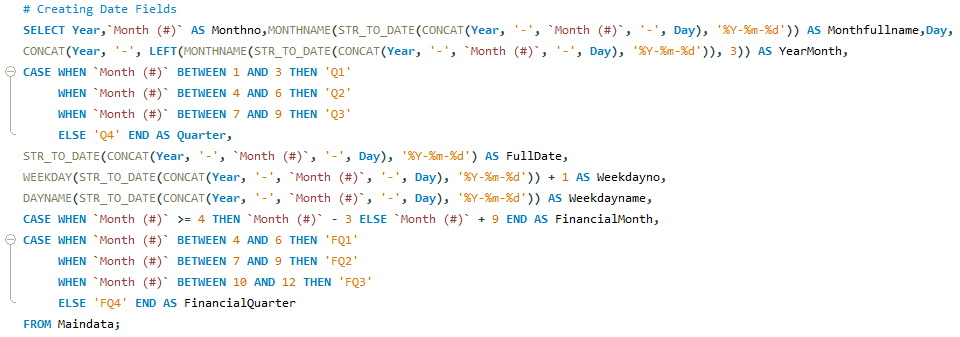 # Creating Date Fields
SELECT Year,`Month (#)` AS Monthno,MONTHNAME(STR_TO_DATE(CONCAT(Year, '-', `Month (#)`, '-', Day), '%Y-%m-%d')) AS Monthfullname,Day,
CONCAT(Year, '-', LEFT(MONTHNAME(STR_TO_DATE(CONCAT(Year, '-', `Month (#)`, '-', Day), '%Y-%m-%d')), 3)) AS YearMonth,
CASE WHEN `Month (#)` BETWEEN 1 AND 3 THEN 'Q1'
WHEN `Month (#)` BETWEEN 4 AND 6 THEN 'Q2'
WHEN `Month (#)` BETWEEN 7 AND 9 THEN 'Q3'
ELSE 'Q4' END AS Quarter,
STR_TO_DATE(CONCAT(Year, '-', `Month (#)`, '-', Day), '%Y-%m-%d') AS FullDate,
WEEKDAY(STR_TO_DATE(CONCAT(Year, '-', `Month (#)`, '-', Day), '%Y-%m-%d')) + 1 AS Weekdayno,
DAYNAME(STR_TO_DATE(CONCAT(Year, '-', `Month (#)`, '-', Day), '%Y-%m-%d')) AS Weekdayname,
CASE WHEN `Month (#)` >= 4 THEN `Month (#)` - 3 ELSE `Month (#)` + 9 END AS FinancialMonth,
CASE WHEN `Month (#)` BETWEEN 4 AND 6 THEN 'FQ1'
WHEN `Month (#)` BETWEEN 7 AND 9 THEN 'FQ2'
WHEN `Month (#)` BETWEEN 10 AND 12 THEN 'FQ3'
ELSE 'FQ4' END AS FinancialQuarter
FROM Maindata;